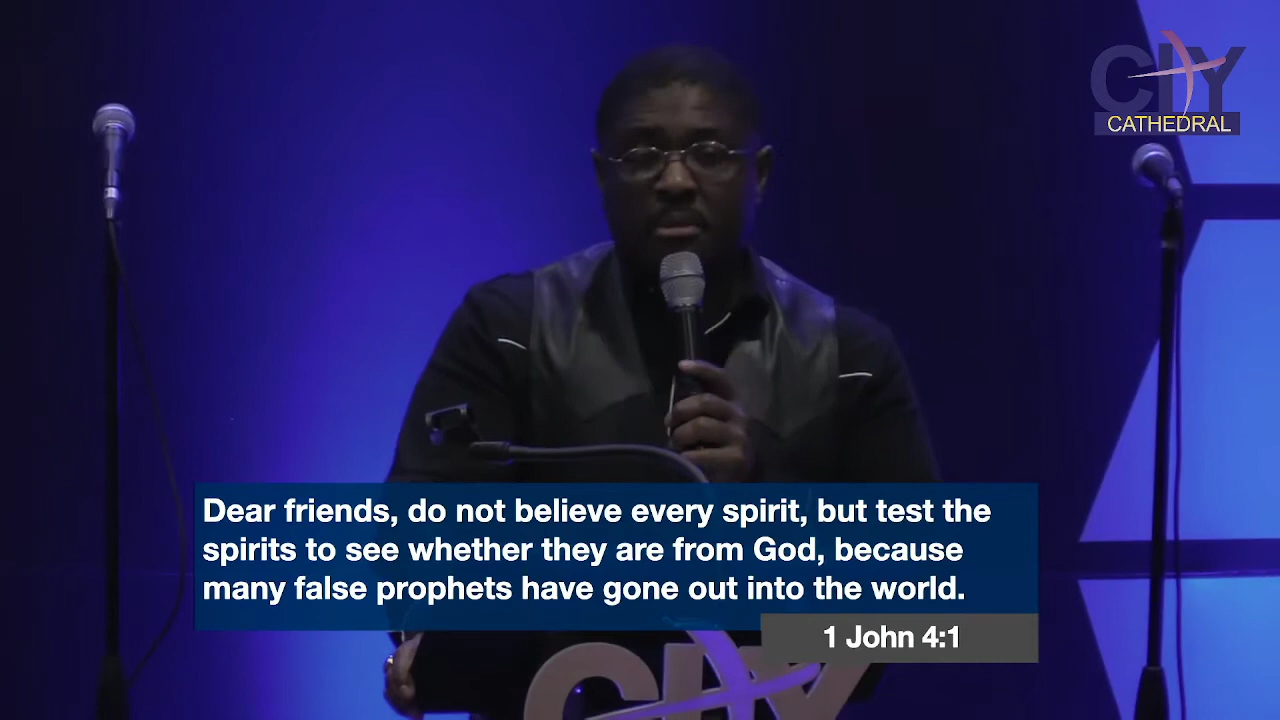 CITY
CATHEDRAL
Dear friends, do not believe every spirit, but test the
spirits to see whether they are from God, because
many false prophets have gone out into the world.
1 John 4:1
CITY